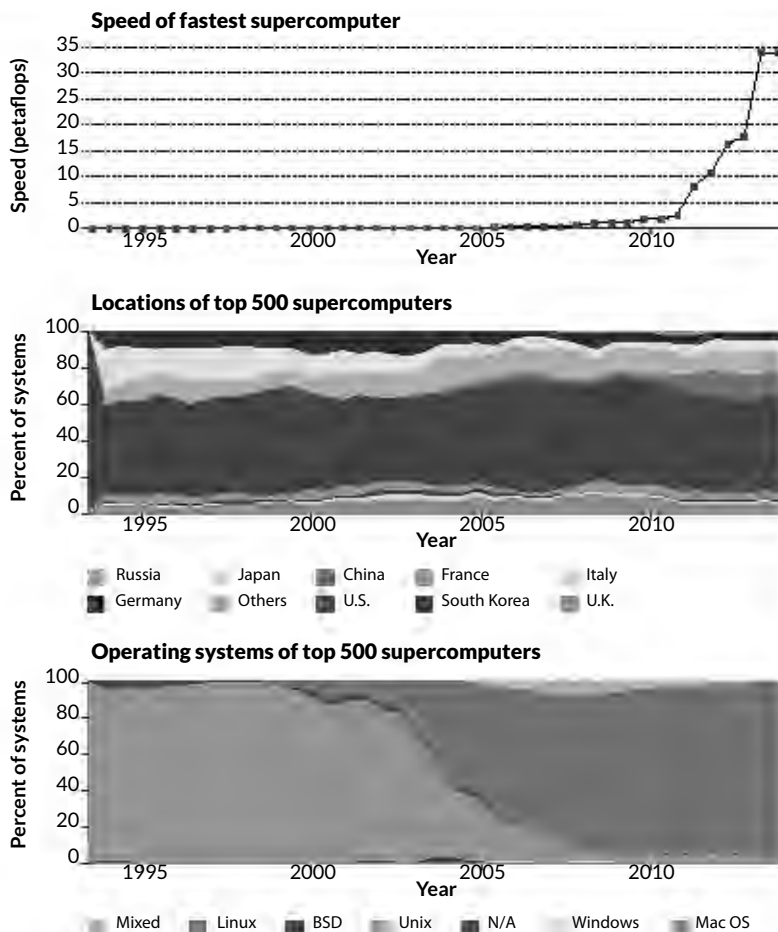 Speed of fastest supercomputer
Speed (petaflops)
35
30
25
20
15
10
5
0
1995 2000 2005 2010
Year
Locations of top 500 supercomputers
Percent of systems
100
80
60
40
20
0
1995 2000 2005 2010
Year
Russia Japan China France Italy
Germany Others U.S. South Korea U.K.
Operating systems of top 500 supercomputers
Percent of systems
100
80
60
40
20
0
1995 2000 2005 2010
Year
Mixed Linux BSD Unix N/A Windows Mac OS